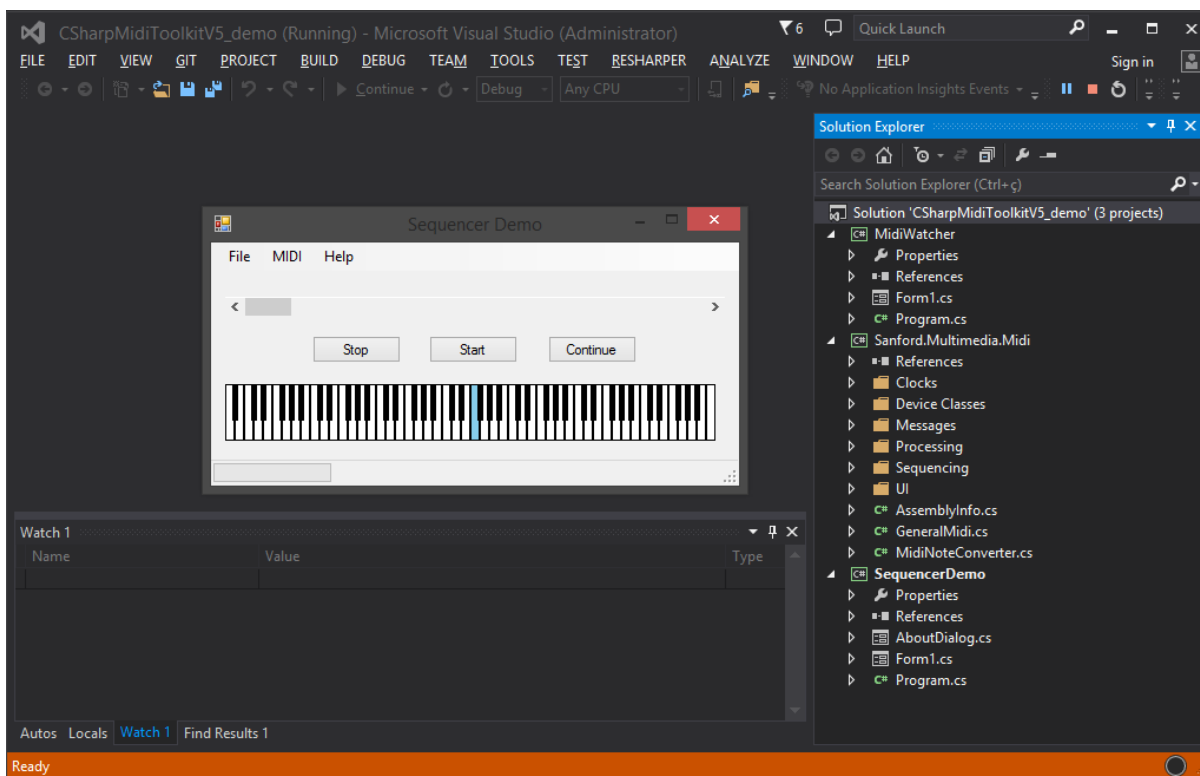 CSharpMidiToolkitV5_demo (Running) - Microsoft Visual Studio (Administrator) 6 Quick Launch
FILE EDIT VIEW GIT PROJECT BUILD DEBUG TEAM TOOLS TEST RESHARPER ANALYZE WINDOW HELP Sign in
Continue Debug Any CPU No Application Insights Events
Solution Explorer
Search Solution Explorer (Ctrl+ç)
Solution 'CSharpMidiToolkitV5_demo' (3 projects)
C# MidiWatcher
Properties
References
Form1.cs
C# Program.cs
C# Sanford.Multimedia.Midi
References
Clocks
Device Classes
Messages
Processing
Sequencing
UI
C# AssemblyInfo.cs
C# GeneralMidi.cs
C# MidiNoteConverter.cs
C# SequencerDemo
Properties
References
AboutDialog.cs
Form1.cs
C# Program.cs
Sequencer Demo
File MIDI Help
Stop Start Continue
Watch 1
Name Value Type
Autos Locals Watch 1 Find Results 1
Ready